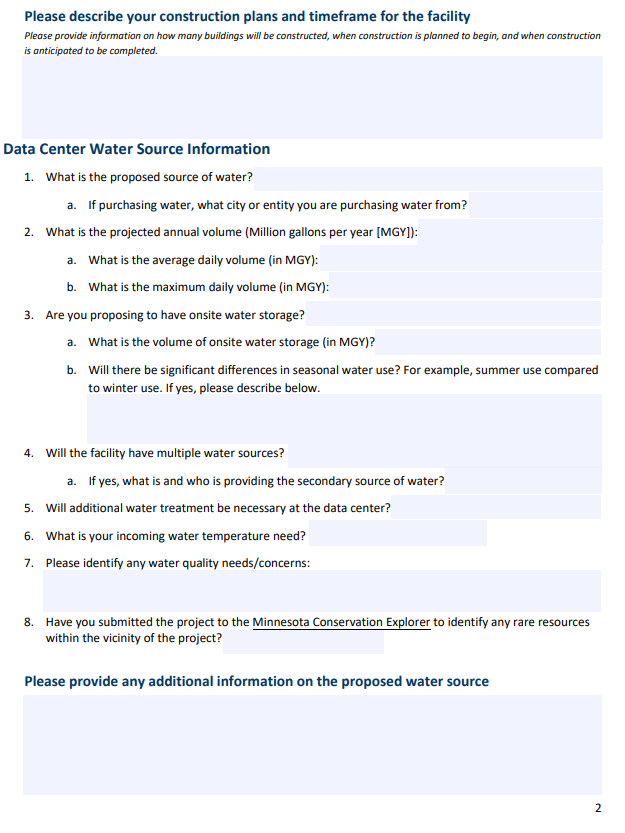 Please describe your construction plans and timeframe for the facility
Please provide information on how many buildings will be constructed, when construction is planned to begin, and when construction
is anticipated to be completed.
Data Center Water Source Information
1. What is the proposed source of water?
a. If purchasing water, what city or entity you are purchasing water from?
2. What is the projected annual volume (Million gallons per year [MGY]):
a. What is the average daily volume (in MGY):
b. What is the maximum daily volume (in MGY):
3. Are you proposing to have onsite water storage?
a. What is the volume of onsite water storage (in MGY)?
b. Will there be significant differences in seasonal water use? For example, summer use compared
to winter use. If yes, please describe below.
4. Will the facility have multiple water sources?
a. If yes, what is and who is providing the secondary source of water?
5. Will additional water treatment be necessary at the data center?
6. What is your incoming water temperature need?
7. Please identify any water quality needs/concerns:
8. Have you submitted the project to the Minnesota Conservation Explorer to identify any rare resources
within the vicinity of the project?
Please provide any additional information on the proposed water source
2